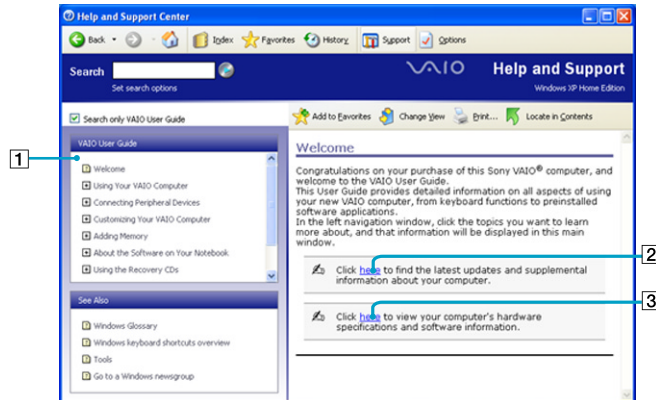 Help and Support Center
Back Index Favorites History Support Options
Search
Set search options
VAIO Help and Support
Windows XP Home Edition
Search only VAIO User Guide
Add to Favorites Change View Print... Locate in Contents
1
VAIO User Guide
Welcome
Using Your VAIO Computer
Connecting Peripheral Devices
Customizing Your VAIO Computer
Adding Memory
About the Software on Your Notebook
Using the Recovery CDs
See Also
Windows Glossary
Windows keyboard shortcuts overview
Tools
Go to a Windows newsgroup
Welcome
Congratulations on your purchase of this Sony VAIO® computer, and
welcome to the VAIO User Guide.
This User Guide provides detailed information on all aspects of using
your new VAIO computer, from keyboard functions to preinstalled
software applications.
In the left navigation window, click the topics you want to learn
more about, and that information will be displayed in this main
window.
2
Click here to find the latest updates and supplemental
information about your computer.
3
Click here to view your computer's hardware
specifications and software information.